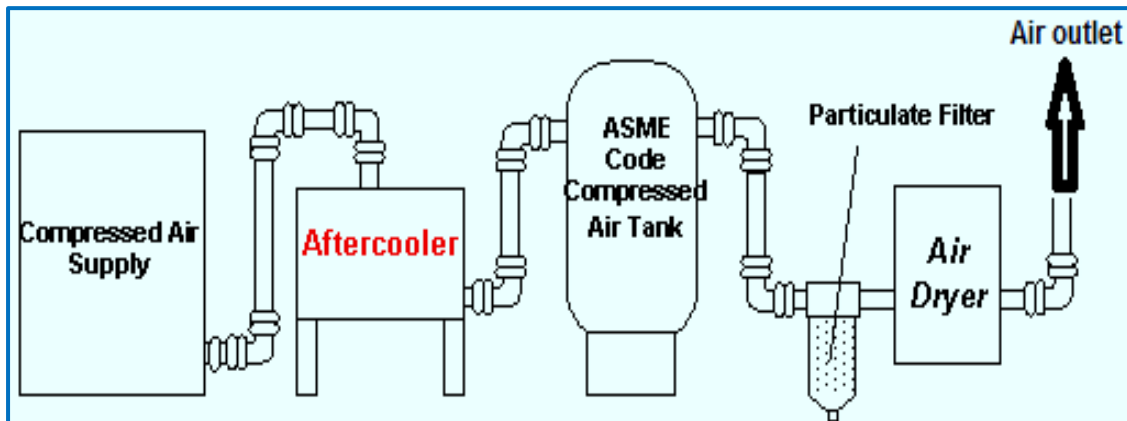 Compressed Air
Supply
Aftercooler
ASME
Code
Compressed
Air Tank
Particulate Filter
Air
Dryer
Air outlet